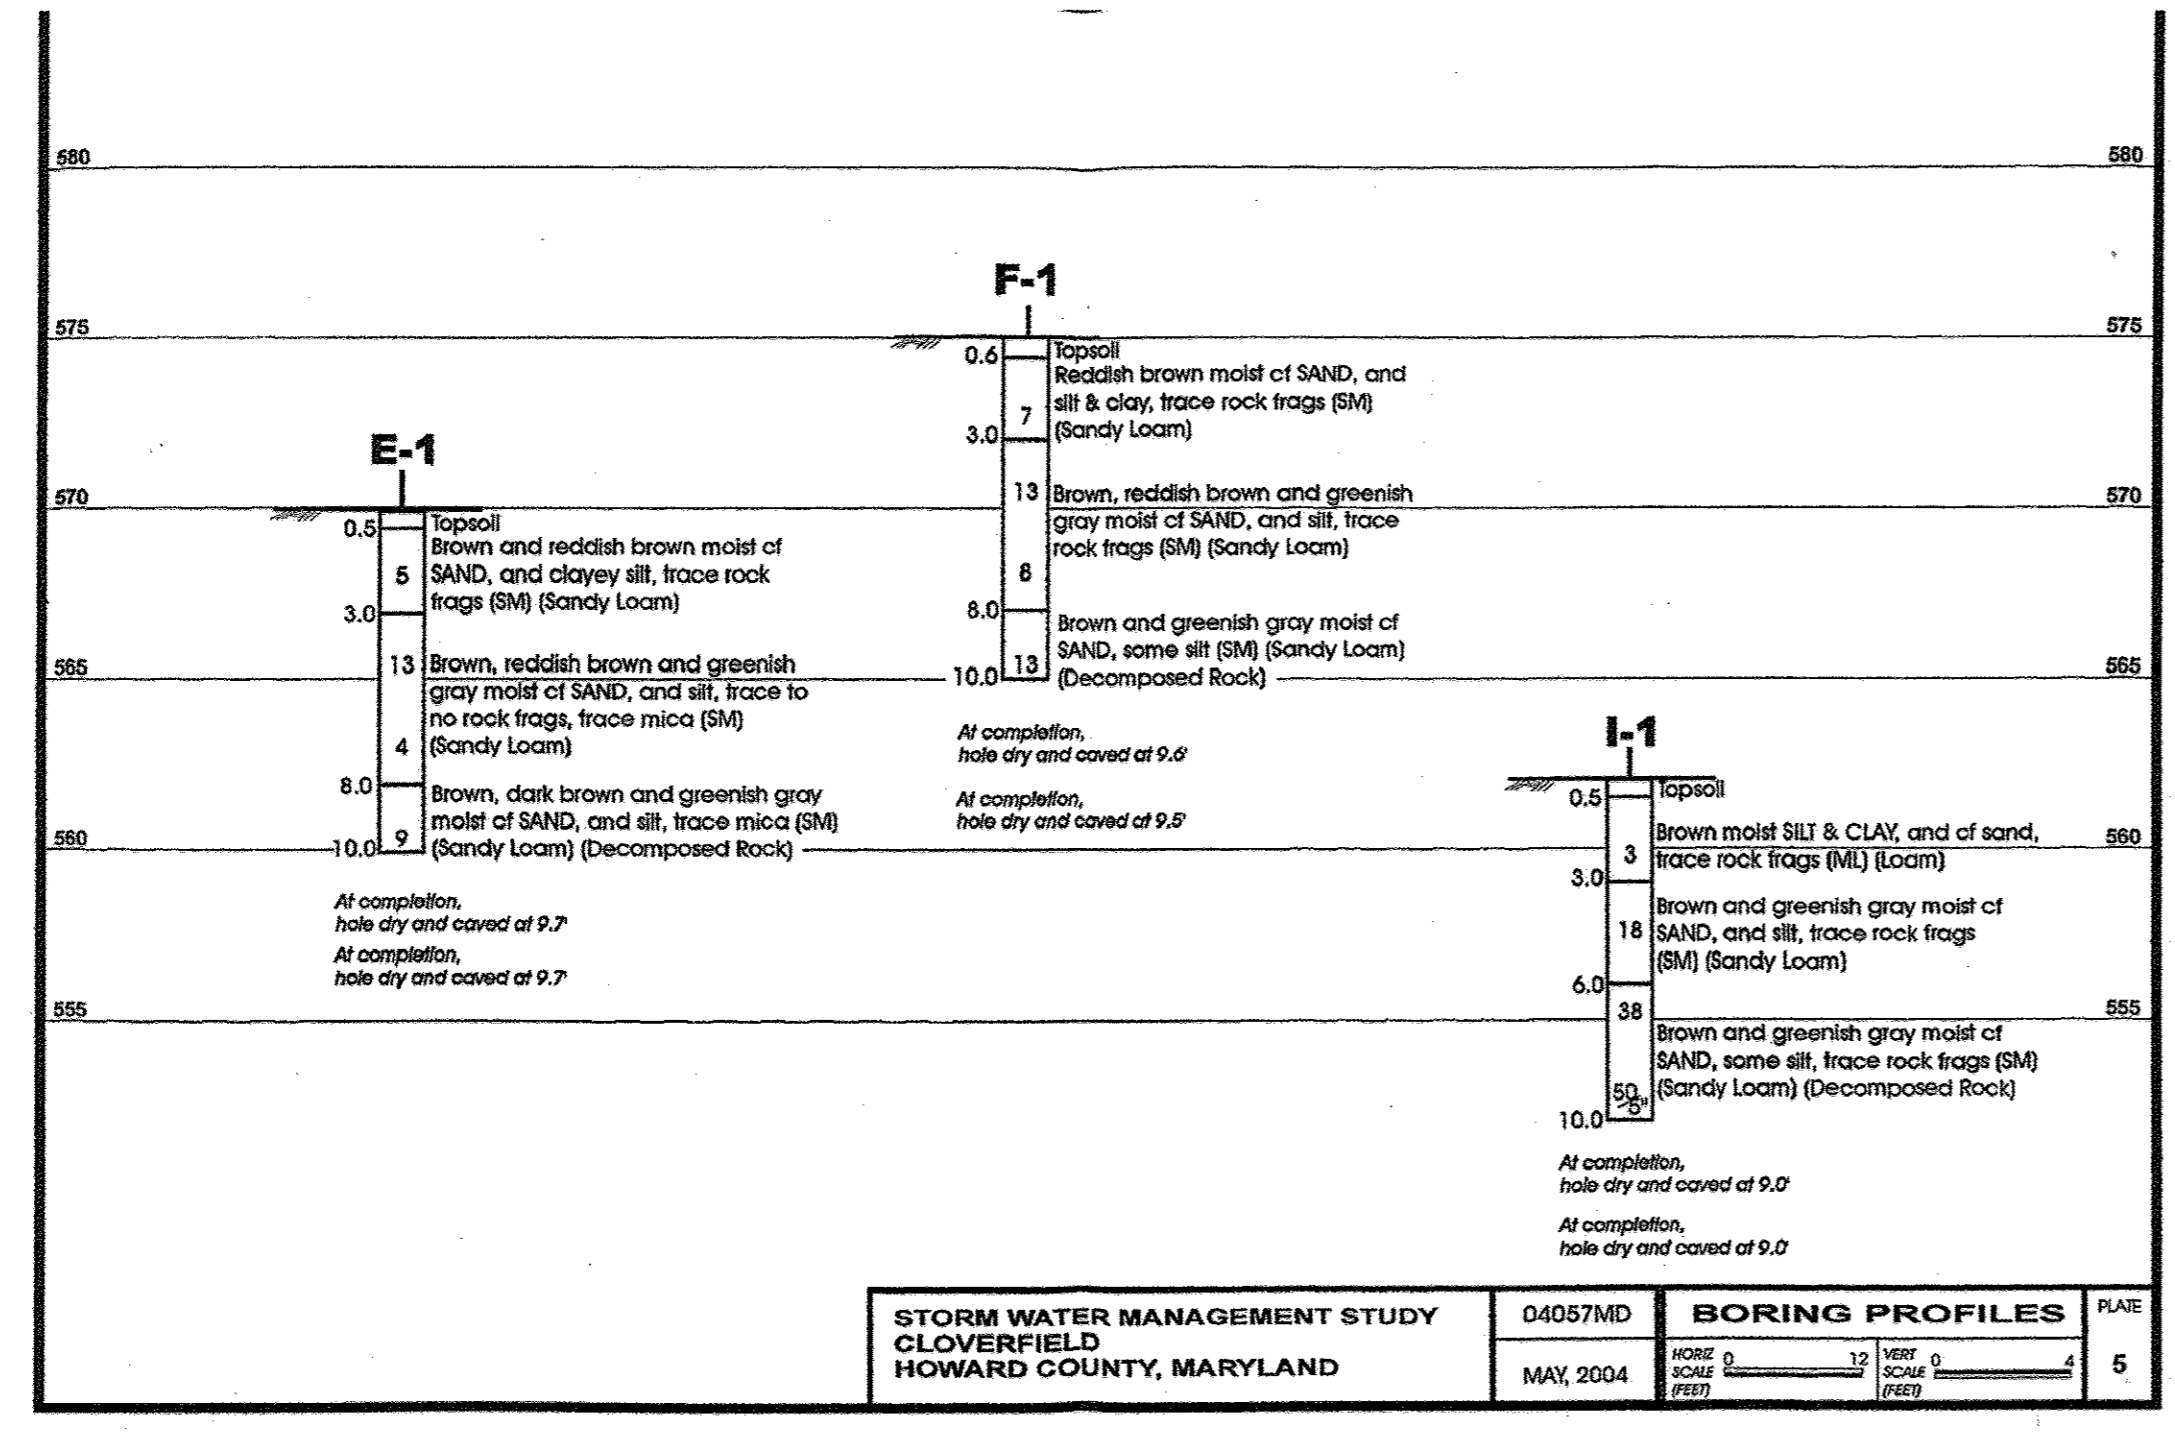 580
580
F-1
575
575
0.6
Topsoil
Reddish brown moist cf SAND, and
silt & clay, trace rock frags (SM)
(Sandy Loam)
7
3.0
13
Brown, reddish brown and greenish
gray moist cf SAND, and silt, trace
rock frags (SM) (Sandy Loam)
8
8.0
Brown and greenish gray moist cf
SAND, some silt (SM) (Sandy Loam)
(Decomposed Rock)
13
10.0
At completion,
hole dry and caved at 9.6'
At completion,
hole dry and caved at 9.5'
E-1
570
570
0.5
Topsoil
Brown and reddish brown moist cf
SAND, and clayey silt, trace rock
frags (SM) (Sandy Loam)
5
3.0
13
Brown, reddish brown and greenish
gray moist cf SAND, and silt, trace to
no rock frags, trace mica (SM)
(Sandy Loam)
565
565
4
8.0
Brown, dark brown and greenish gray
moist cf SAND, and silt, trace mica (SM)
(Sandy Loam) (Decomposed Rock)
9
10.0
At completion,
hole dry and caved at 9.7'
At completion,
hole dry and caved at 9.7'
I-1
0.5
Topsoil
Brown moist SILT & CLAY, and cf sand,
trace rock frags (ML) (Loam)
560
560
3
3.0
Brown and greenish gray moist cf
SAND, and silt, trace rock frags
(SM) (Sandy Loam)
18
6.0
38
555
555
Brown and greenish gray moist cf
SAND, some silt, trace rock frags (SM)
(Sandy Loam) (Decomposed Rock)
50
/5"
10.0
At completion,
hole dry and caved at 9.0'
At completion,
hole dry and caved at 9.0'
STORM WATER MANAGEMENT STUDY
CLOVERFIELD
HOWARD COUNTY, MARYLAND
04057MD
MAY, 2004
BORING PROFILES
HORIZ SCALE (FEET) 0 12
VERT SCALE (FEET) 0 4
PLATE
5